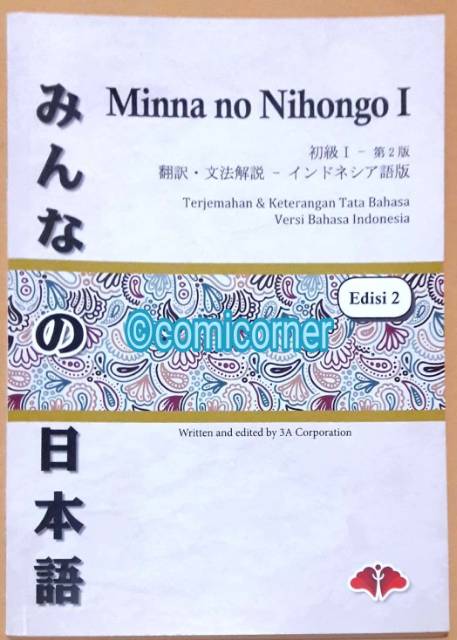 みんなの日本語
Minna no Nihongo I
初級 I - 第2版
翻訳・文法解説 - インドネシア語版
Terjemahan & Keterangan Tata Bahasa
Versi Bahasa Indonesia
Edisi 2
©comicorner
Written and edited by 3A Corporation